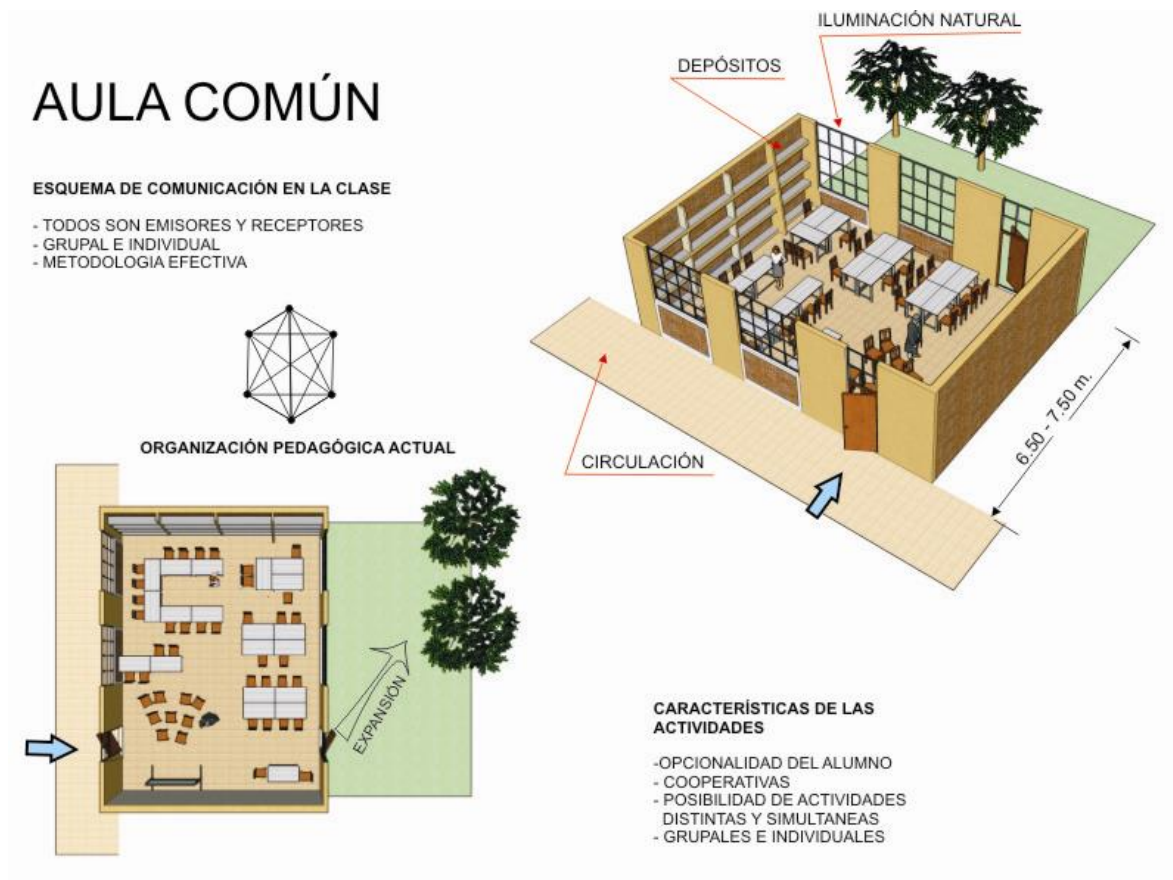 AULA COMÚN
ESQUEMA DE COMUNICACIÓN EN LA CLASE
- TODOS SON EMISORES Y RECEPTORES
- GRUPAL E INDIVIDUAL
- METODOLOGIA EFECTIVA
ORGANIZACIÓN PEDAGÓGICA ACTUAL
EXPANSIÓN
ILUMINACIÓN NATURAL
DEPÓSITOS
CIRCULACIÓN
6.50 - 7.50 m.
CARACTERÍSTICAS DE LAS
ACTIVIDADES
-OPCIONALIDAD DEL ALUMNO
- COOPERATIVAS
- POSIBILIDAD DE ACTIVIDADES
DISTINTAS Y SIMULTANEAS
- GRUPALES E INDIVIDUALES